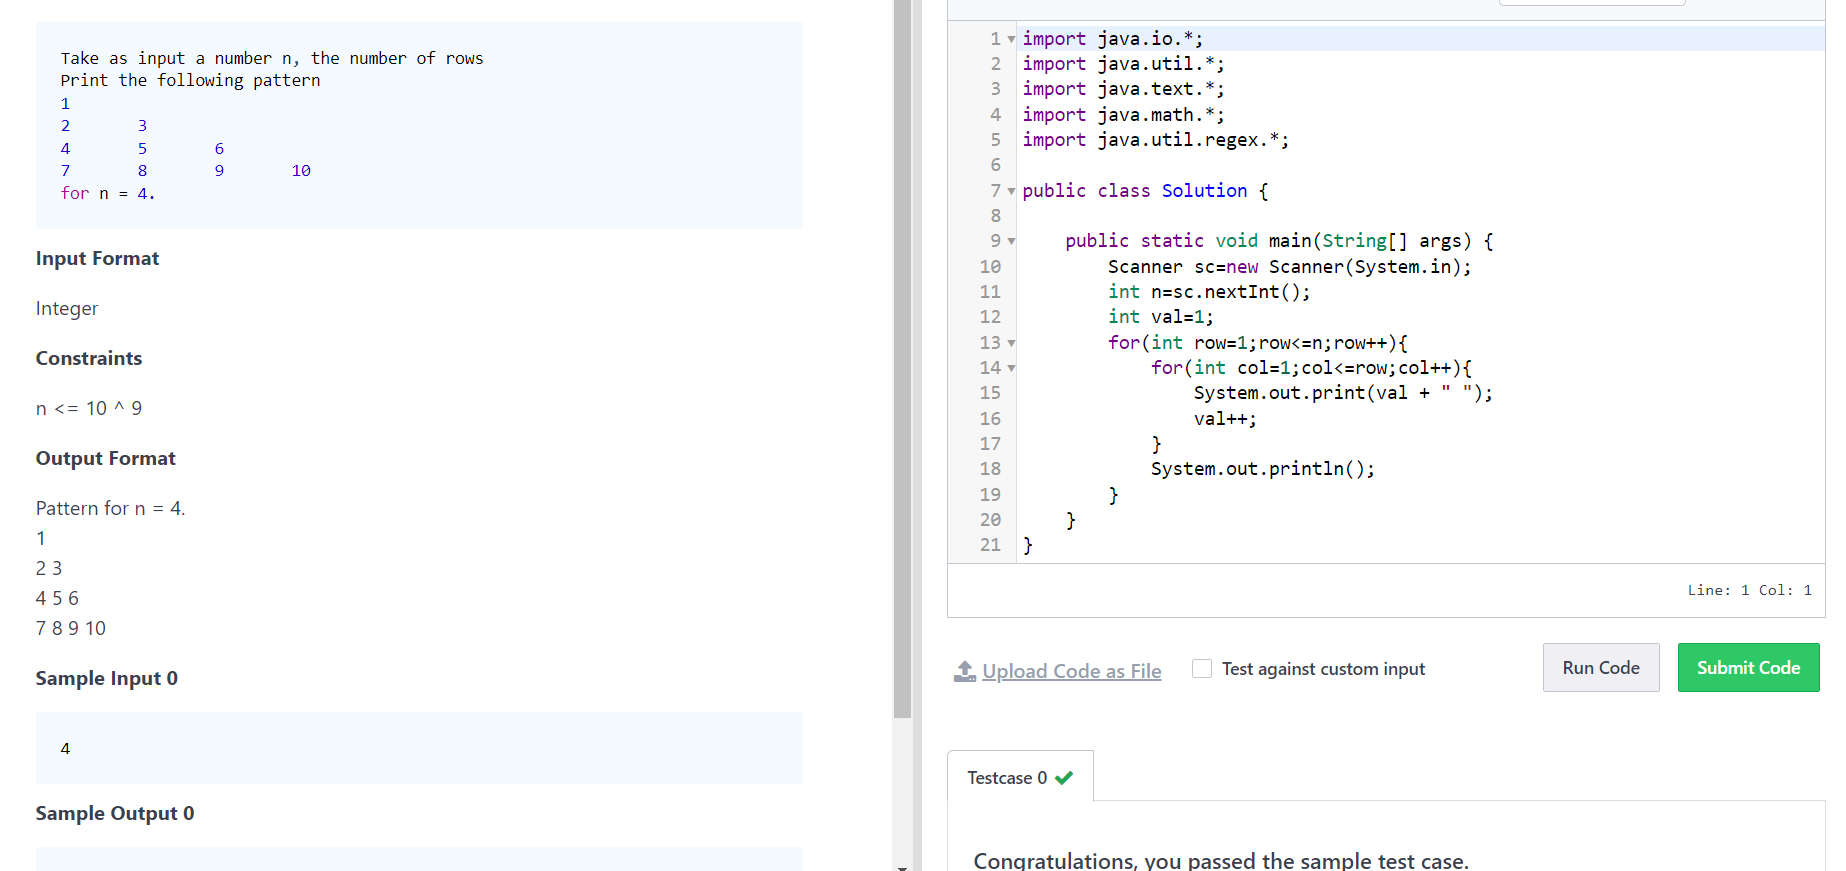 Take as input a number n, the number of rows
Print the following pattern
1
2 3
4 5 6
7 8 9 10
for n = 4.
Input Format
Integer
Constraints
n <= 10 ^ 9
Output Format
Pattern for n = 4.
1
2 3
4 5 6
7 8 9 10
Sample Input 0
4
Sample Output 0
1 import java.io.*;
2 import java.util.*;
3 import java.text.*;
4 import java.math.*;
5 import java.util.regex.*;
6
7 public class Solution {
8
9 public static void main(String[] args) {
10 Scanner sc=new Scanner(System.in);
11 int n=sc.nextInt();
12 int val=1;
13 for(int row=1;row<=n;row++){
14 for(int col=1;col<=row;col++){
15 System.out.print(val + " ");
16 val++;
17 }
18 System.out.println();
19 }
20 }
21 }
Line: 1 Col: 1
Upload Code as File
Test against custom input
Run Code
Submit Code
Testcase 0
Congratulations, you passed the sample test case.